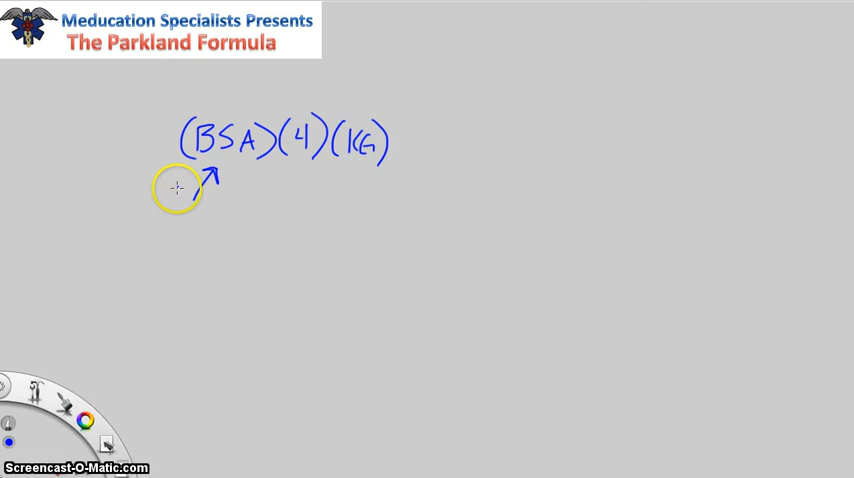 Meducation Specialists Presents
The Parkland Formula
(BSA)(4)(KG)
Screencast-O-Matic.com